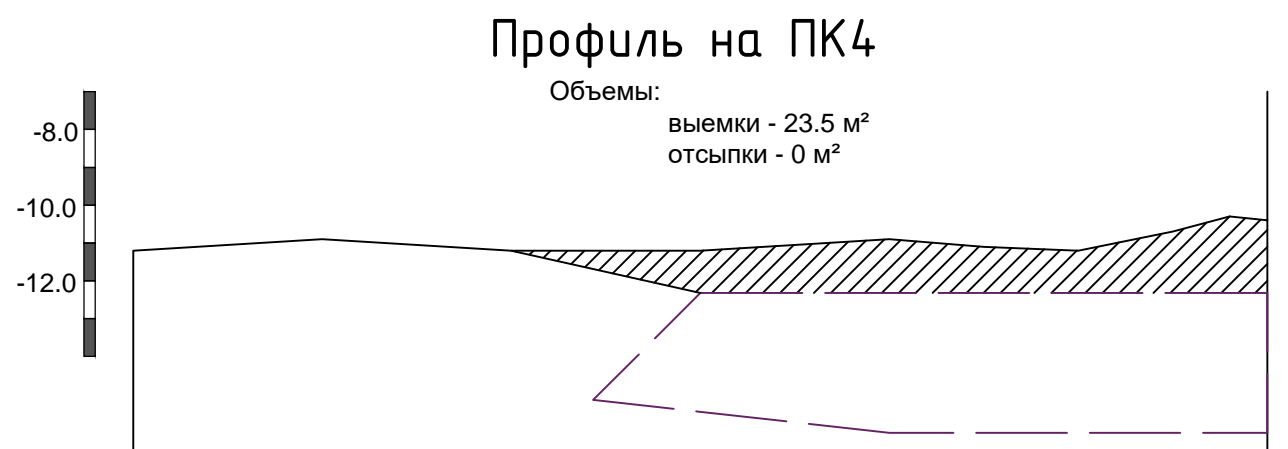 Профиль на ПК4
Объемы:
выемки - 23.5 м²
отсыпки - 0 м²
-8.0
-10.0
-12.0